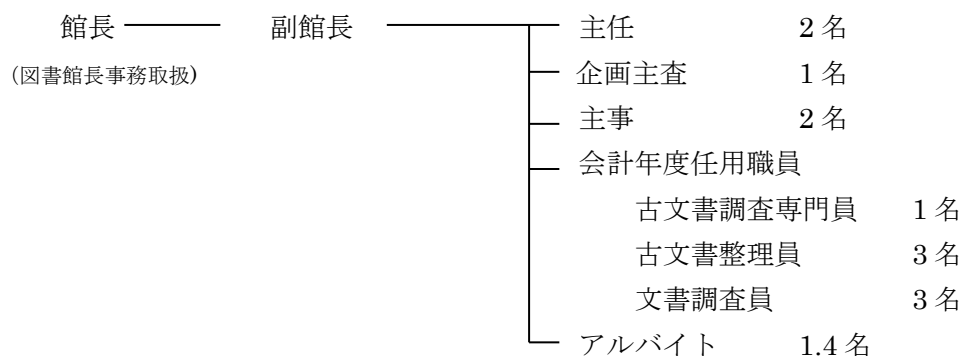 館長 副館長 主任 2名
(図書館長事務取扱) 企画主査 1名
主事 2名
会計年度任用職員
古文書調査専門員 1名
古文書整理員 3名
文書調査員 3名
アルバイト 1.4名